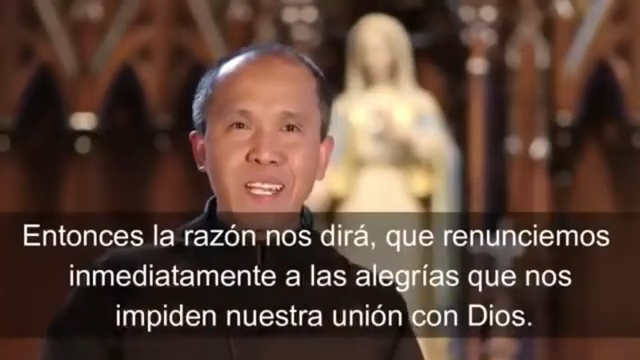 Entonces la razón nos dirá, que renunciemos
inmediatamente a las alegrías que nos
impiden nuestra unión con Dios.